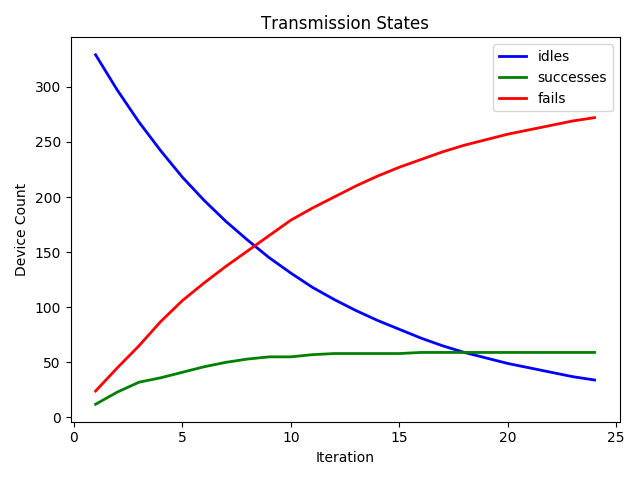 Transmission States
idles
successes
fails
Device Count
300
250
200
150
100
50
0
0 5 10 15 20 25
Iteration